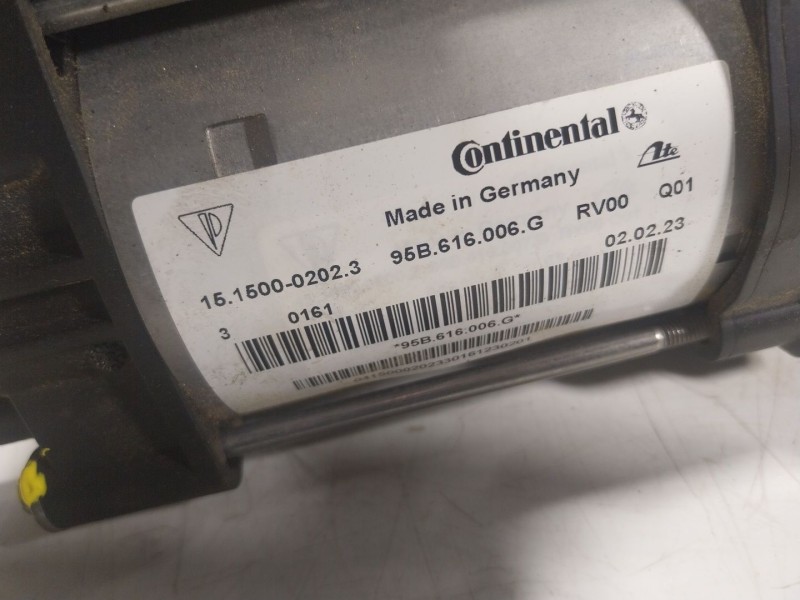 Continental
Made in Germany
Ate
15.1500-0202.3 95B.616.006.G RV00 Q01
3 0161 02.02.23
*95B.616.006.G*